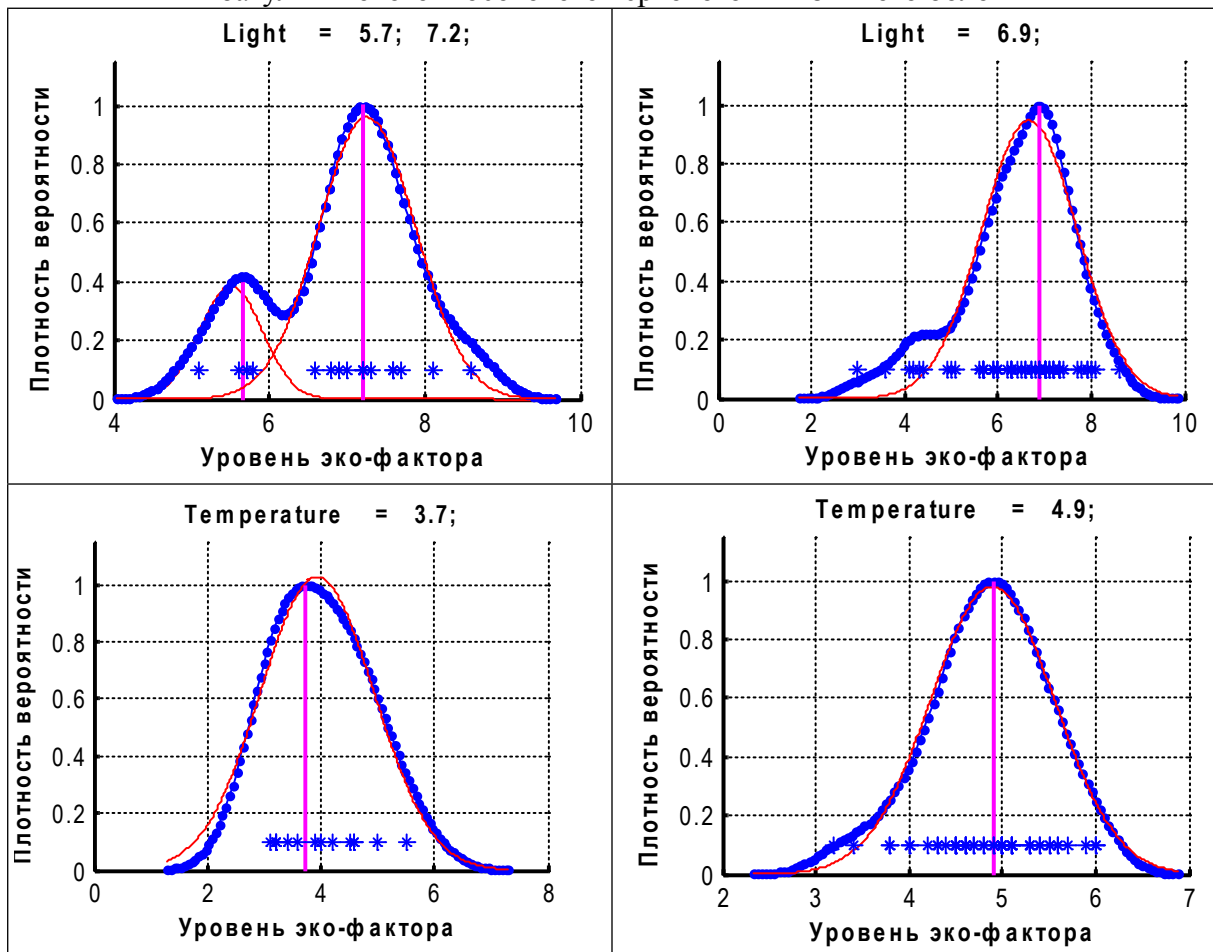 Light = 5.7; 7.2;
Плотность вероятности
1
0.8
0.6
0.4
0.2
0
4 6 8 10
Уровень эко-фактора
Light = 6.9;
Плотность вероятности
1
0.8
0.6
0.4
0.2
0
0 2 4 6 8 10
Уровень эко-фактора
Temperature = 3.7;
Плотность вероятности
1
0.8
0.6
0.4
0.2
0
0 2 4 6 8
Уровень эко-фактора
Temperature = 4.9;
Плотность вероятности
1
0.8
0.6
0.4
0.2
0
2 3 4 5 6 7
Уровень эко-фактора